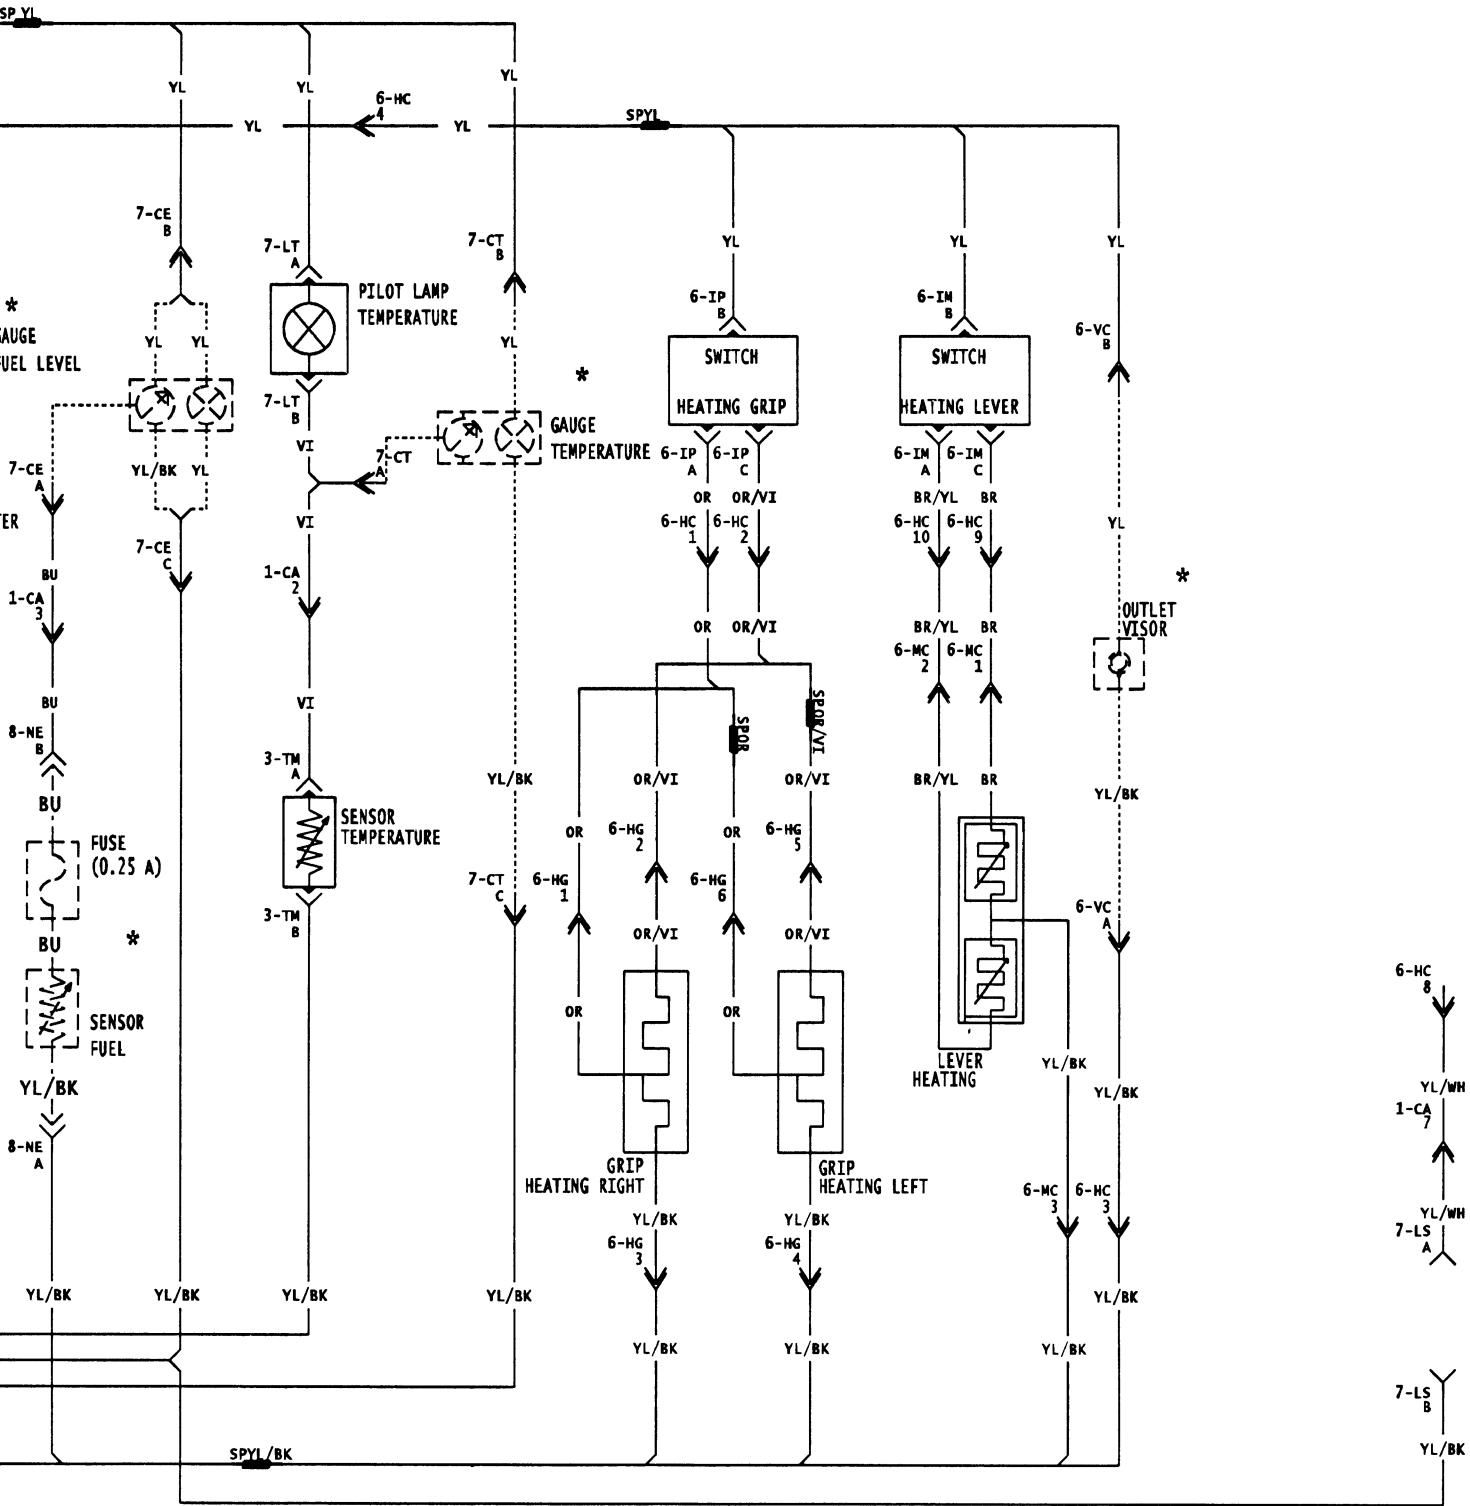 SP YL
YL
YL
YL
6-HC
4
YL
YL
SPYL
7-CE
B
7-LT
A
7-CT
B
YL
YL
YL
6-IP
B
6-IM
B
6-VC
B
*
GAUGE
FUEL LEVEL
YL
YL
PILOT LAMP
TEMPERATURE
YL
*
SWITCH
HEATING GRIP
SWITCH
HEATING LEVER
7-LT
B
VI
7-CT
A
GAUGE
TEMPERATURE
6-IP
A
6-IP
C
6-IM
A
6-IM
C
7-CE
A
YL/BK
YL
OR
OR/VI
BR/YL
BR
TER
VI
6-HC
1
6-HC
2
6-HC
10
6-HC
9
YL
7-CE
C
BU
1-CA
3
1-CA
2
*
OUTLET
VISOR
OR
OR/VI
BR/YL
BR
6-MC
2
6-MC
1
BU
VI
SPOR
SPOR/VI
8-NE
B
3-TM
A
YL/BK
OR/VI
OR/VI
BR/YL
BR
YL/BK
BU
FUSE
(0.25 A)
SENSOR
TEMPERATURE
OR
6-HG
2
OR
6-HG
5
7-CT
C
6-HG
1
6-HG
6
6-VC
A
3-TM
B
BU
*
OR/VI
OR/VI
6-HC
8
SENSOR
FUEL
OR
OR
LEVER
HEATING
YL/BK
YL/BK
YL/BK
YL/WH
1-CA
7
8-NE
A
GRIP
HEATING RIGHT
GRIP
HEATING LEFT
6-MC
3
6-HC
3
YL/BK
YL/BK
YL/WH
7-LS
A
6-HG
3
6-HG
4
YL/BK
YL/BK
YL/BK
YL/BK
YL/BK
YL/BK
YL/BK
YL/BK
7-LS
B
SPYL/BK
YL/BK